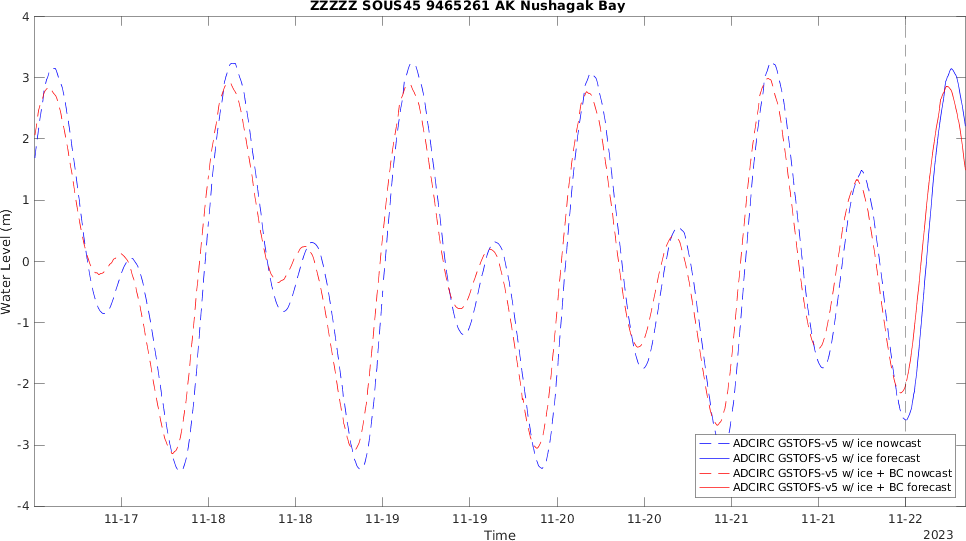 ZZZZZ SOUS45 9465261 AK Nushagak Bay
4
3
2
1
0
-1
-2
-3
-4
Water Level (m)
11-17
11-18
11-18
11-19
11-19
11-20
11-20
11-21
11-21
11-22
Time
2023
ADCIRC GSTOFS-v5 w/ ice nowcast
ADCIRC GSTOFS-v5 w/ ice forecast
ADCIRC GSTOFS-v5 w/ ice + BC nowcast
ADCIRC GSTOFS-v5 w/ ice + BC forecast